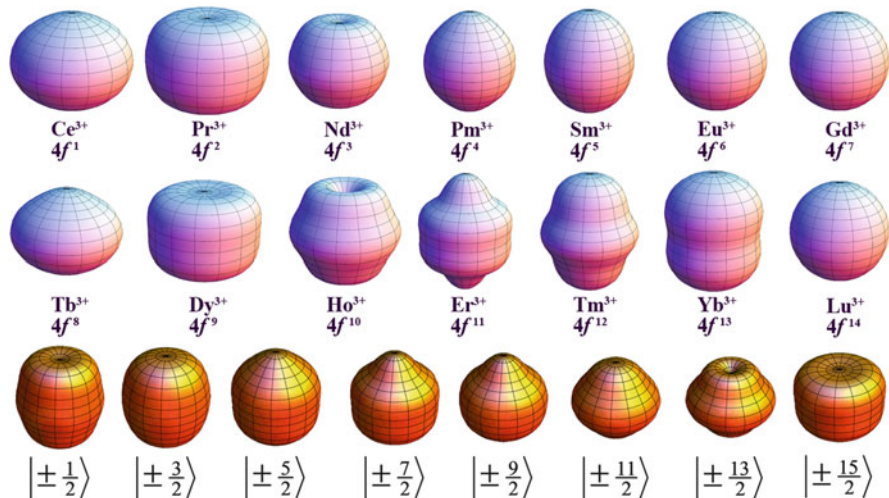 Ce³⁺ Pr³⁺ Nd³⁺ Pm³⁺ Sm³⁺ Eu³⁺ Gd³⁺
4f¹ 4f² 4f³ 4f⁴ 4f⁵ 4f⁶ 4f⁷
Tb³⁺ Dy³⁺ Ho³⁺ Er³⁺ Tm³⁺ Yb³⁺ Lu³⁺
4f⁸ 4f⁹ 4f¹⁰ 4f¹¹ 4f¹² 4f¹³ 4f¹⁴
|± 1/2⟩ |± 3/2⟩ |± 5/2⟩ |± 7/2⟩ |± 9/2⟩ |± 11/2⟩ |± 13/2⟩ |± 15/2⟩